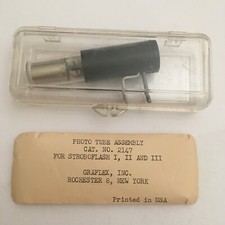 PHOTO TUBE ASSEMBLY
CAT. NO. 2147
FOR STROBOFLASH I, II AND III
GRAFLEX, INC.
ROCHESTER 8, NEW YORK
Printed in USA